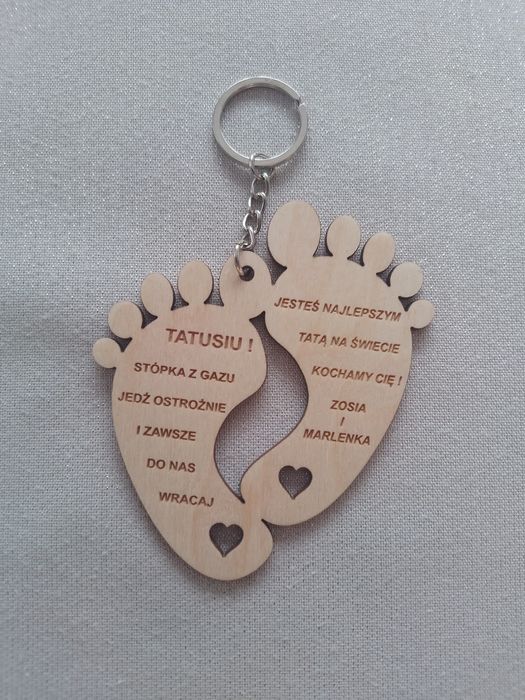 TATUSIU !
STÓPKA Z GAZU
JEDŹ OSTROŻNIE
I ZAWSZE
DO NAS
WRACAJ
JESTEŚ NAJLEPSZYM
TATĄ NA ŚWIECIE
KOCHAMY CIĘ !
ZOSIA
I
MARLENKA